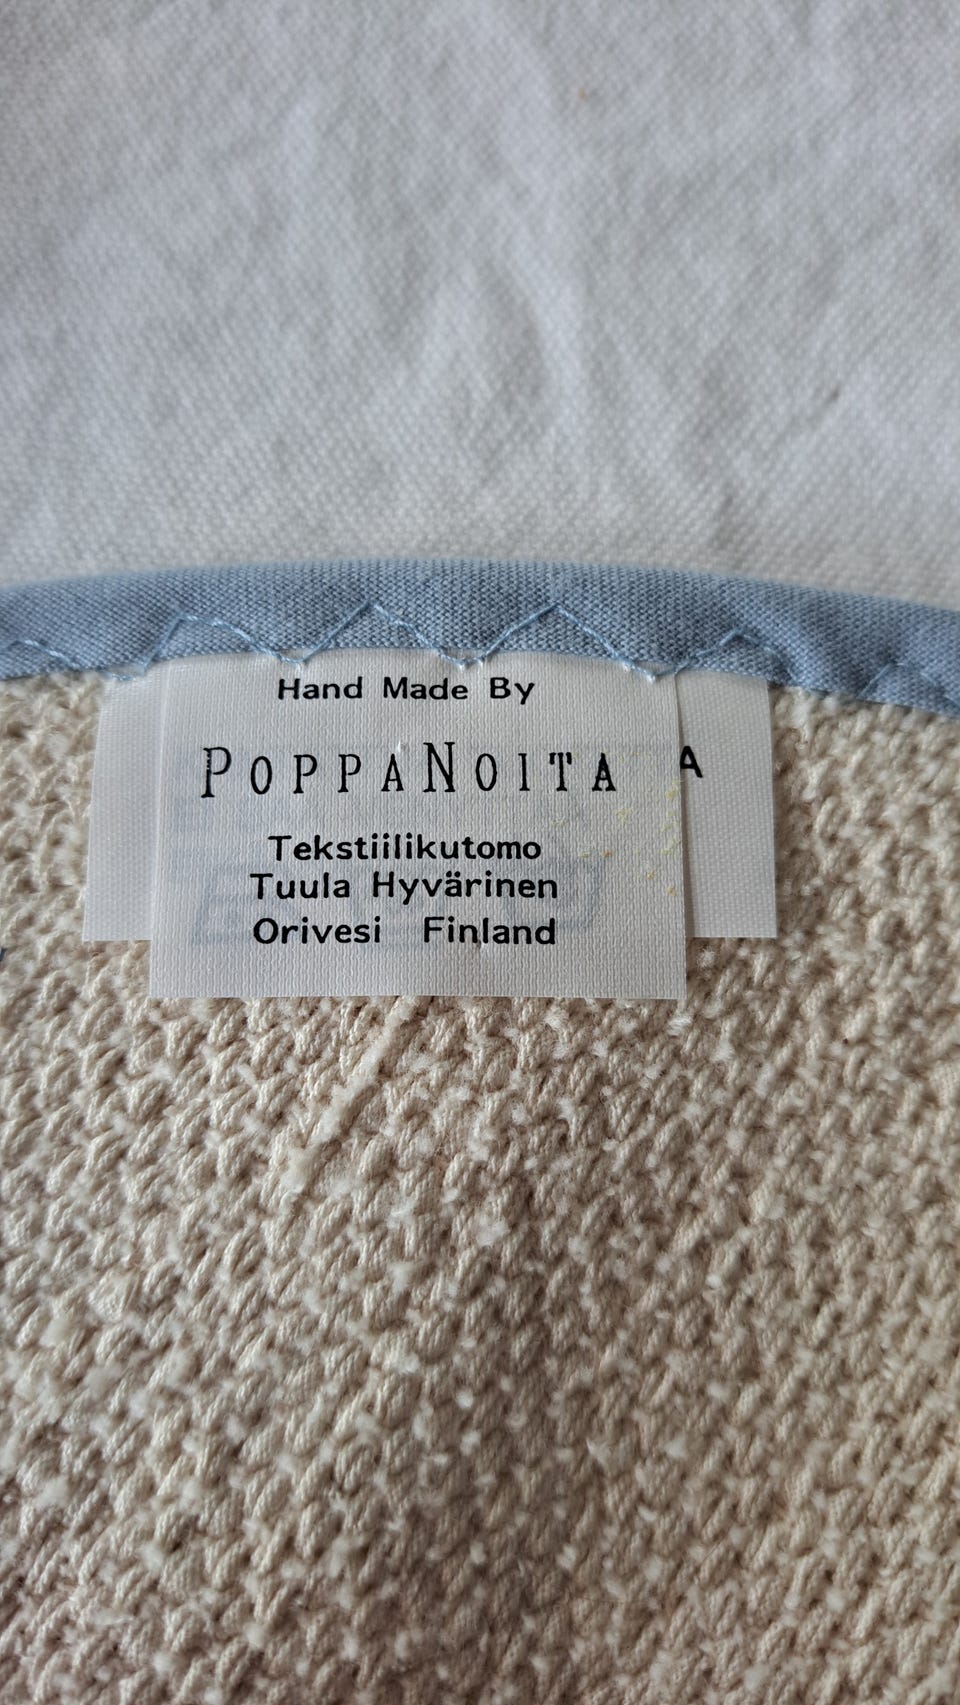 Hand Made By
POPPANOITA
Tekstiilikutomo
Tuula Hyvärinen
Orivesi Finland
A